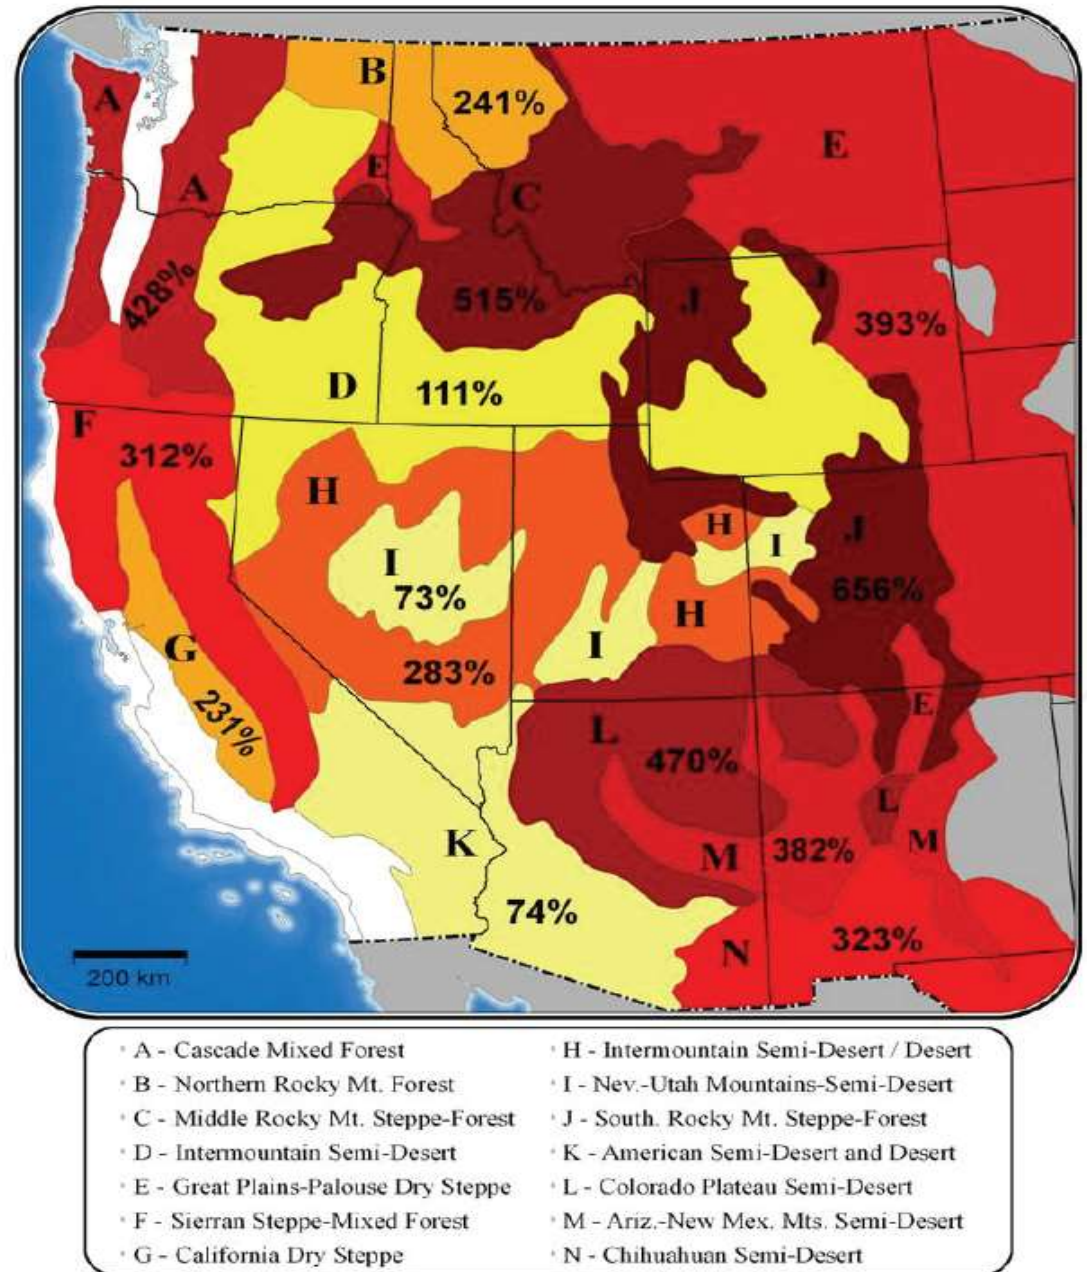 B
241%
A
E
E
A
C
428%
515%
J
J
393%
D
111%
F
312%
H
H
J
I
I
73%
656%
H
G
I
283%
231%
E
L
470%
L
K
M
382%
M
74%
323%
N
200 km
A - Cascade Mixed Forest
B - Northern Rocky Mt. Forest
C - Middle Rocky Mt. Steppe-Forest
D - Intermountain Semi-Desert
E - Great Plains-Palouse Dry Steppe
F - Sierran Steppe-Mixed Forest
G - California Dry Steppe
H - Intermountain Semi-Desert / Desert
I - Nev.-Utah Mountains-Semi-Desert
J - South. Rocky Mt. Steppe-Forest
K - American Semi-Desert and Desert
L - Colorado Plateau Semi-Desert
M - Ariz.-New Mex. Mts. Semi-Desert
N - Chihuahuan Semi-Desert